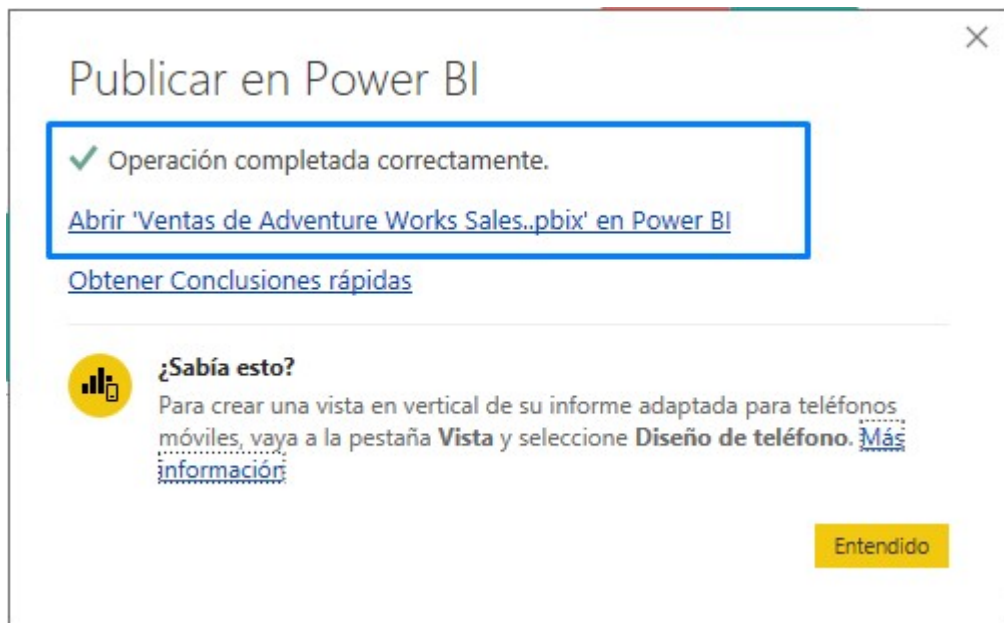 Publicar en Power BI
Operación completada correctamente.
Abrir 'Ventas de Adventure Works Sales..pbix' en Power BI
Obtener Conclusiones rápidas
¿Sabía esto?
Para crear una vista en vertical de su informe adaptada para teléfonos
móviles, vaya a la pestaña Vista y seleccione Diseño de teléfono. Más
información
Entendido